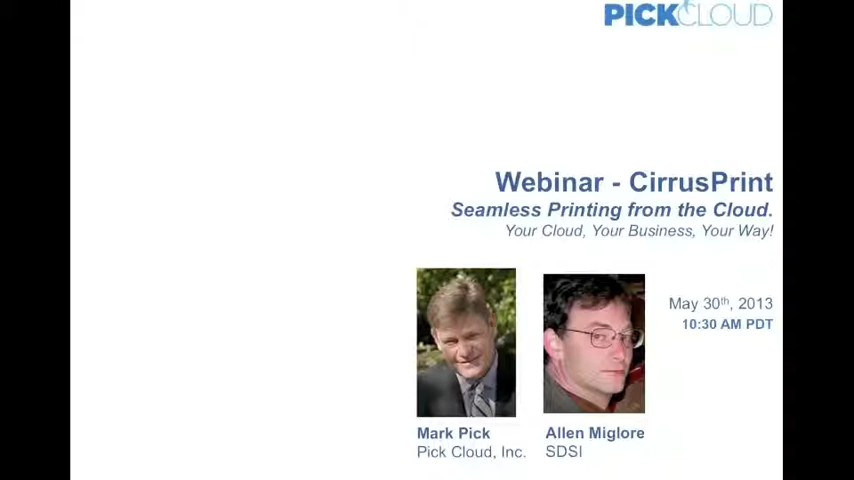 PICKCLOUD
Webinar - CirrusPrint
Seamless Printing from the Cloud.
Your Cloud, Your Business, Your Way!
May 30th, 2013
10:30 AM PDT
Mark Pick
Pick Cloud, Inc.
Allen Miglore
SDSI